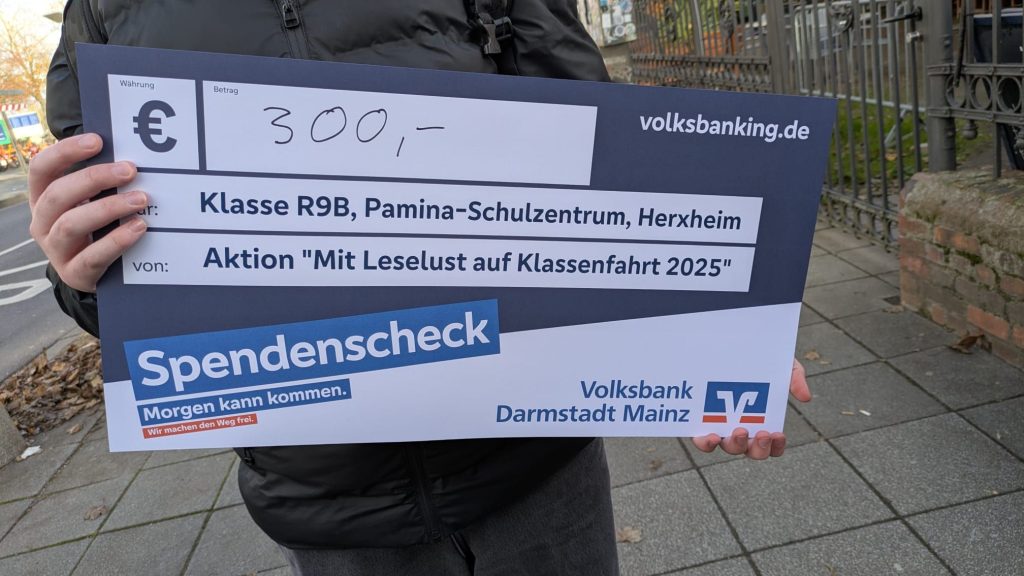 Währung
€
Betrag
300,-
volksbanking.de
Klasse R9B, Pamina-Schulzentrum, Herxheim
von: Aktion "Mit Leselust auf Klassenfahrt 2025"
Spendenscheck
Morgen kann kommen.
Wir machen den Weg frei.
Volksbank
Darmstadt Mainz